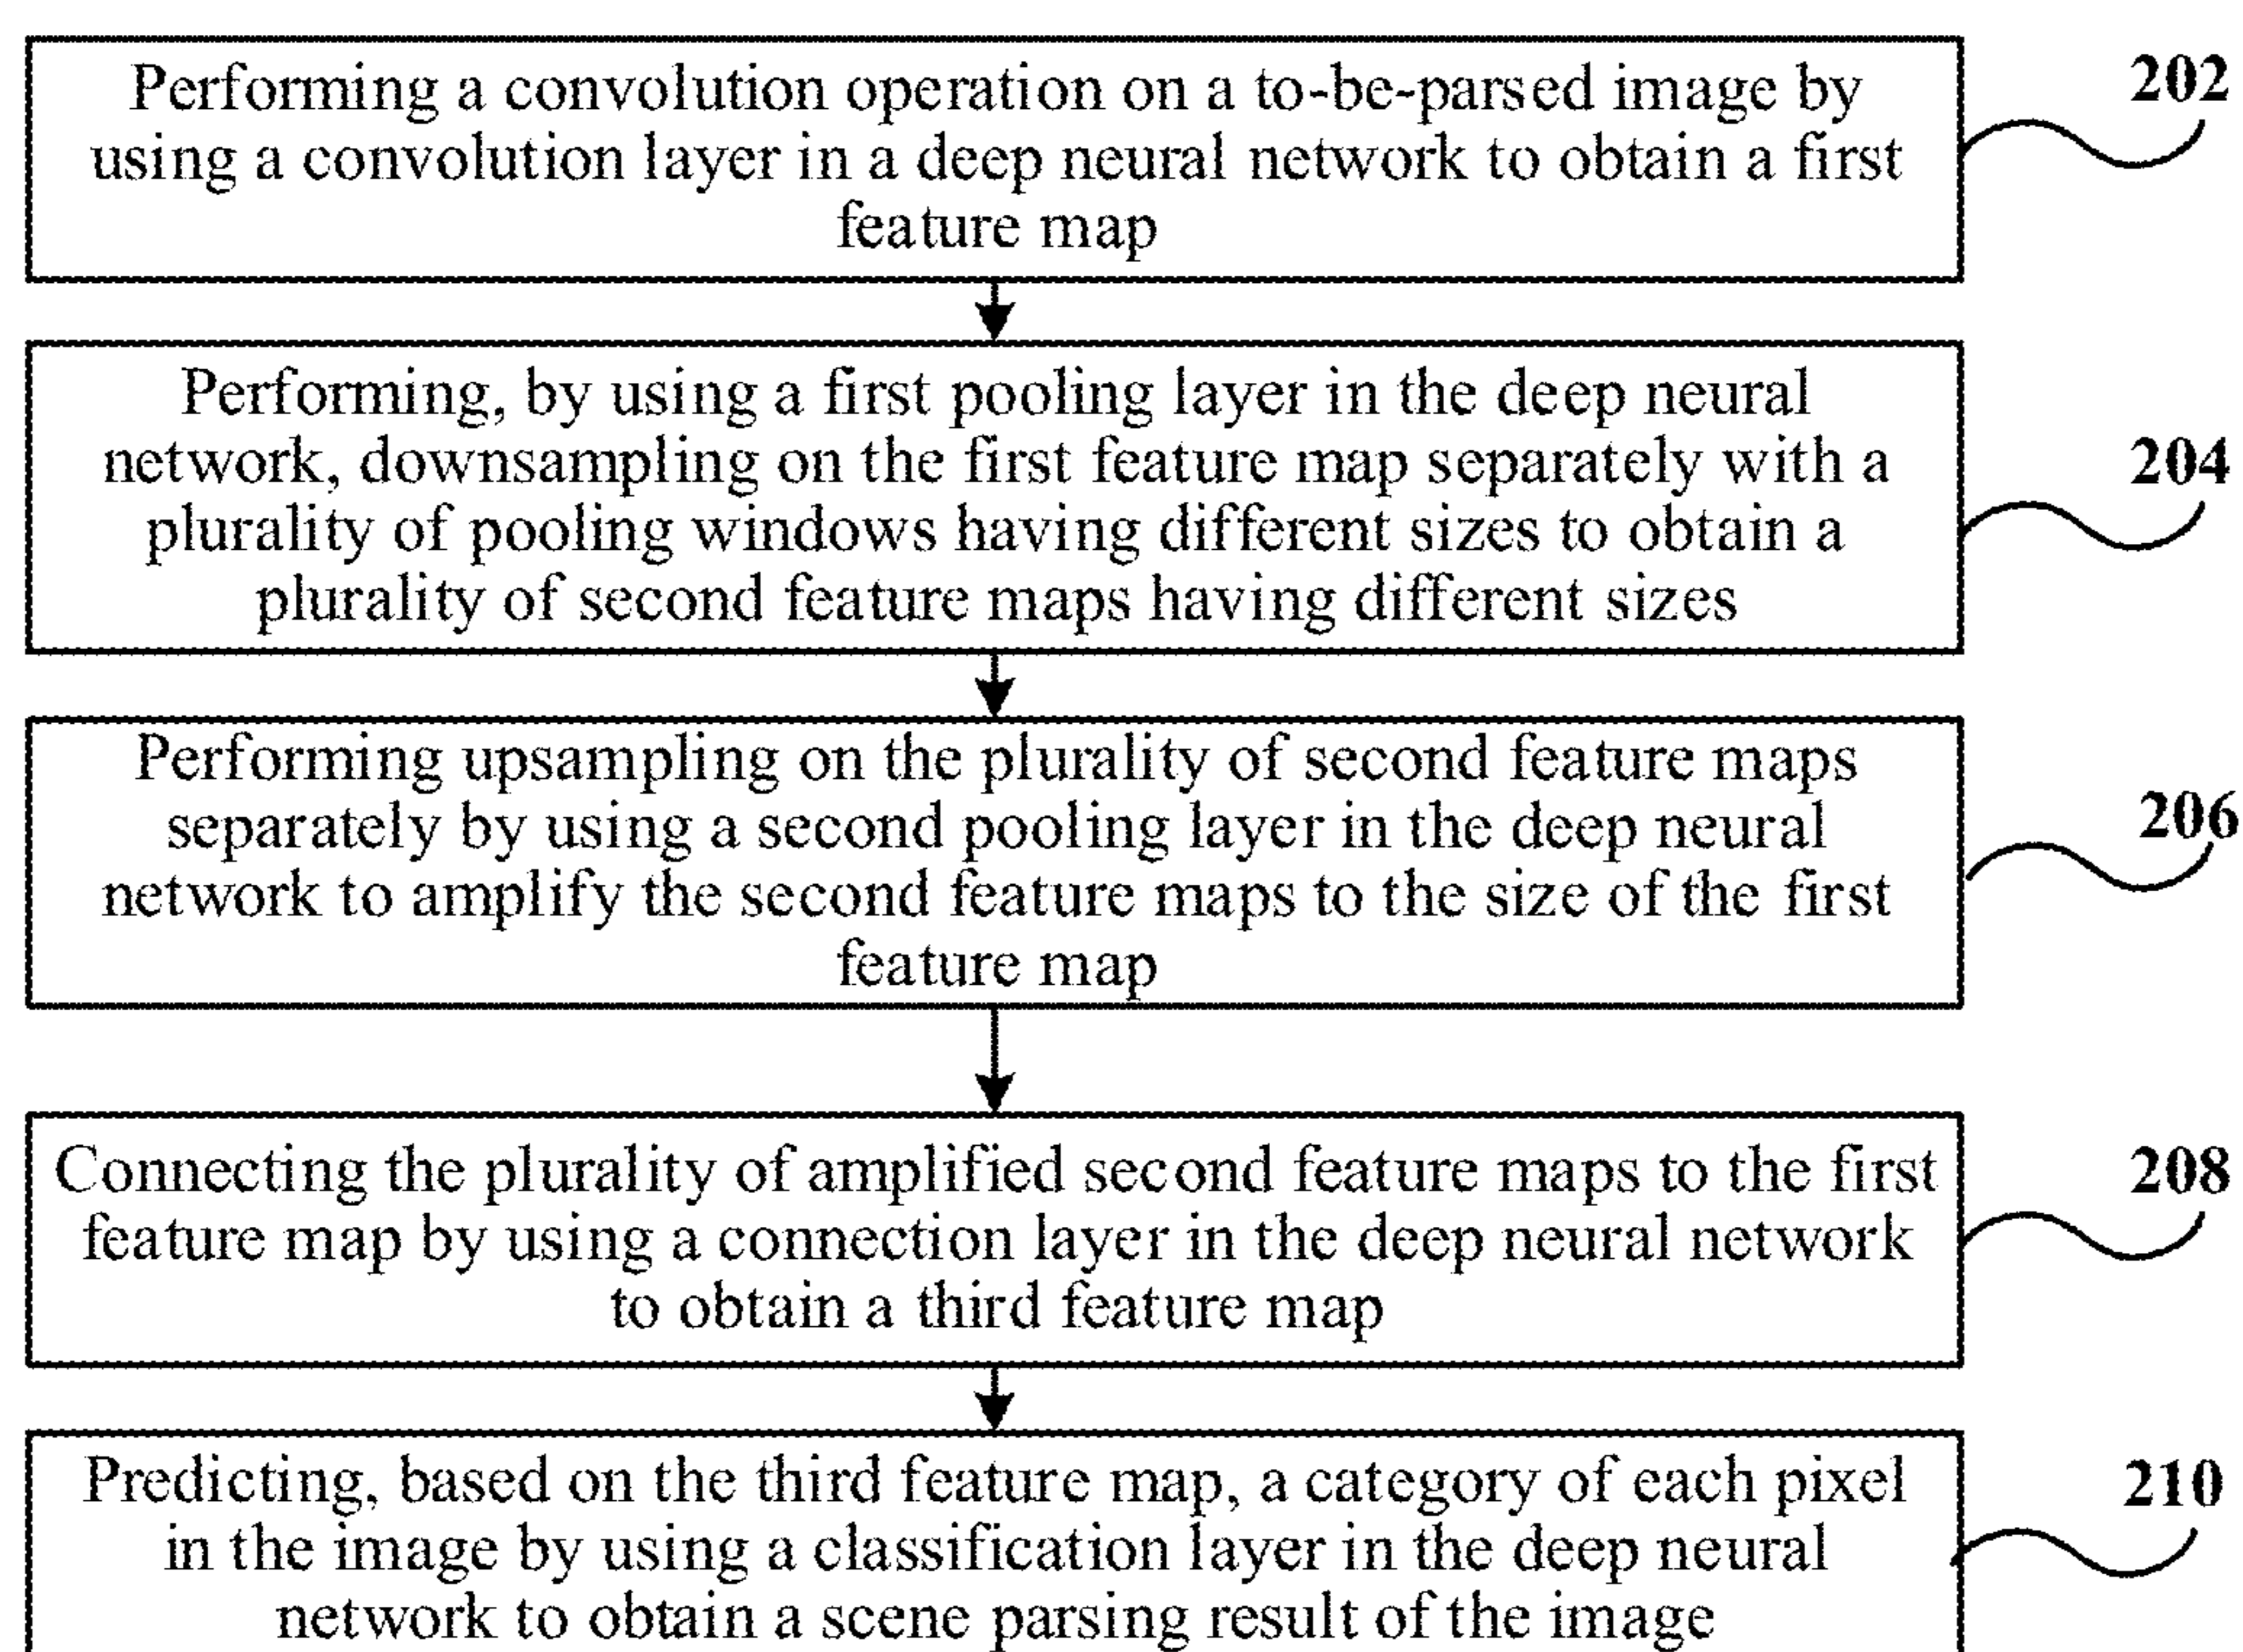 Performing a convolution operation on a to-be-parsed image by
using a convolution layer in a deep neural network to obtain a first
feature map
202
Performing, by using a first pooling layer in the deep neural
network, downsampling on the first feature map separately with a
plurality of pooling windows having different sizes to obtain a
plurality of second feature maps having different sizes
204
Performing upsampling on the plurality of second feature maps
separately by using a second pooling layer in the deep neural
network to amplify the second feature maps to the size of the first
feature map
206
Connecting the plurality of amplified second feature maps to the first
feature map by using a connection layer in the deep neural network
to obtain a third feature map
208
Predicting, based on the third feature map, a category of each pixel
in the image by using a classification layer in the deep neural
network to obtain a scene parsing result of the image
210